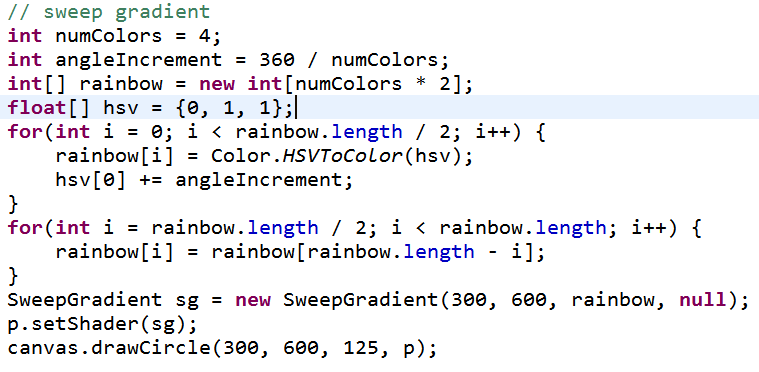 // sweep gradient
int numColors = 4;
int angleIncrement = 360 / numColors;
int[] rainbow = new int[numColors * 2];
float[] hsv = {0, 1, 1};
for(int i = 0; i < rainbow.length / 2; i++) {
    rainbow[i] = Color.HSVToColor(hsv);
    hsv[0] += angleIncrement;
}
for(int i = rainbow.length / 2; i < rainbow.length; i++) {
    rainbow[i] = rainbow[rainbow.length - i];
}
SweepGradient sg = new SweepGradient(300, 600, rainbow, null);
p.setShader(sg);
canvas.drawCircle(300, 600, 125, p);